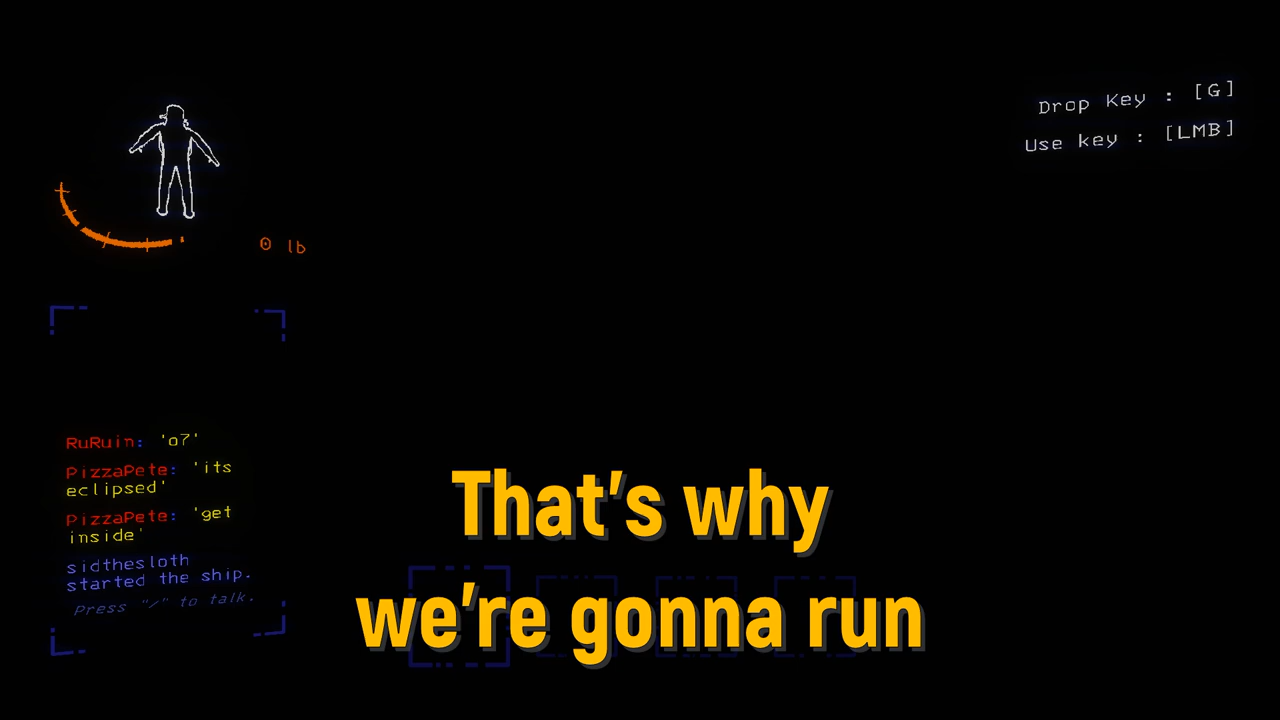 Drop Key : [G]
Use key : [LMB]
0 lb
RuRuin: 'o7'
PizzaPete: 'its
eclipsed'
PizzaPete: 'get
inside'
sidthesloth
started the ship.
Press "/" to talk.
That's why
we're gonna run